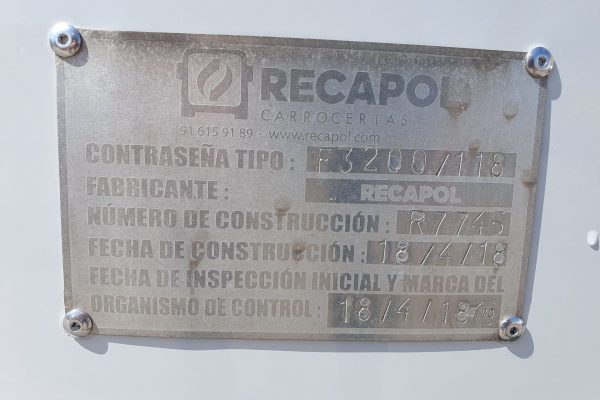 RECAPOL
CARROCERIAS
91 615 91 89 - www.recapol.com
CONTRASEÑA TIPO : F3200/118
FABRICANTE : RECAPOL
NÚMERO DE CONSTRUCCIÓN : R7745
FECHA DE CONSTRUCCIÓN : 18/4/18
FECHA DE INSPECCIÓN INICIAL Y MARCA DEL
ORGANISMO DE CONTROL : 18/4/18